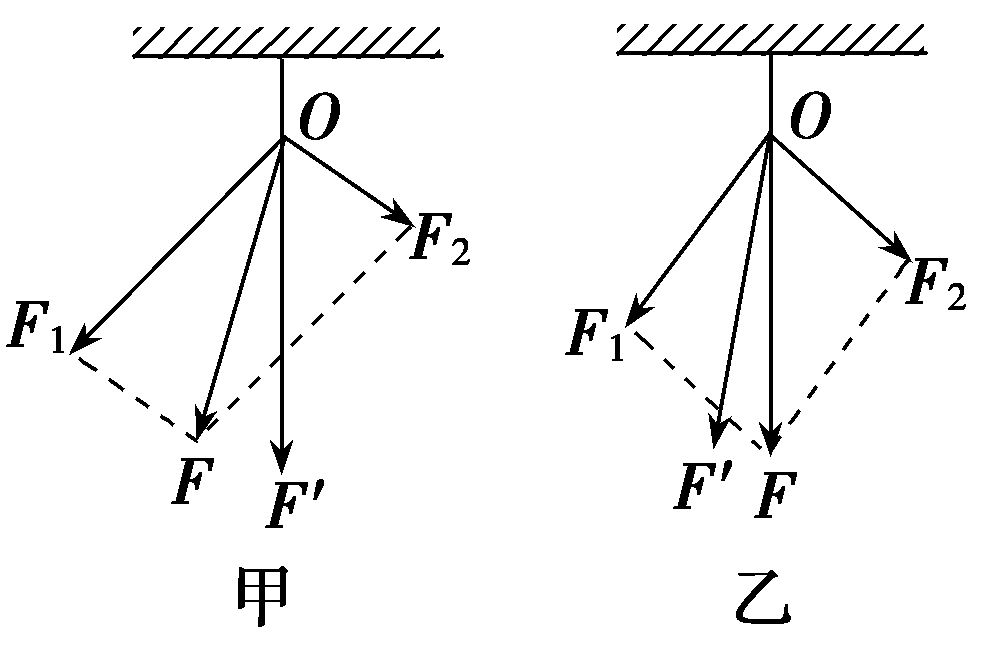 O O
F₁ F₂ F₁ F₂
F F′ F′ F
甲 乙